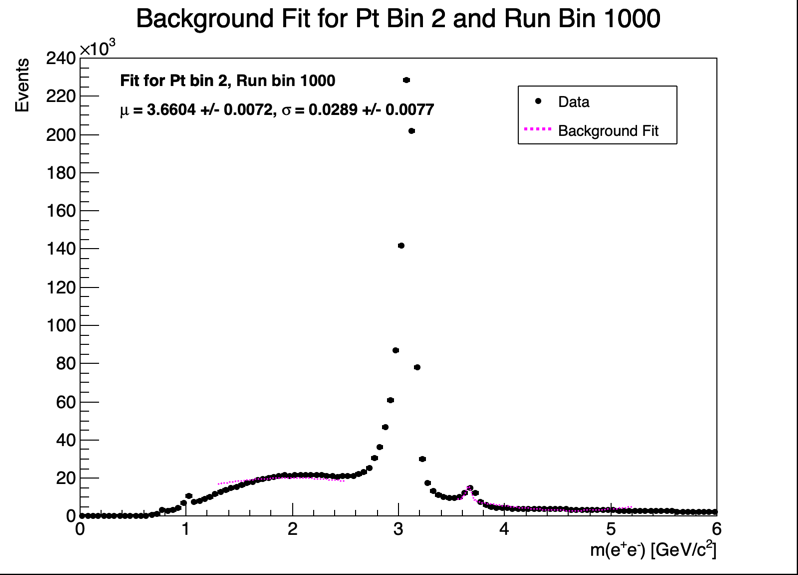 Background Fit for Pt Bin 2 and Run Bin 1000
×10³
Events
240
220
200
180
160
140
120
100
80
60
40
20
0
Fit for Pt bin 2, Run bin 1000
μ = 3.6604 +/- 0.0072, σ = 0.0289 +/- 0.0077
Data
Background Fit
0 1 2 3 4 5 6
m(e⁺e⁻) [GeV/c²]